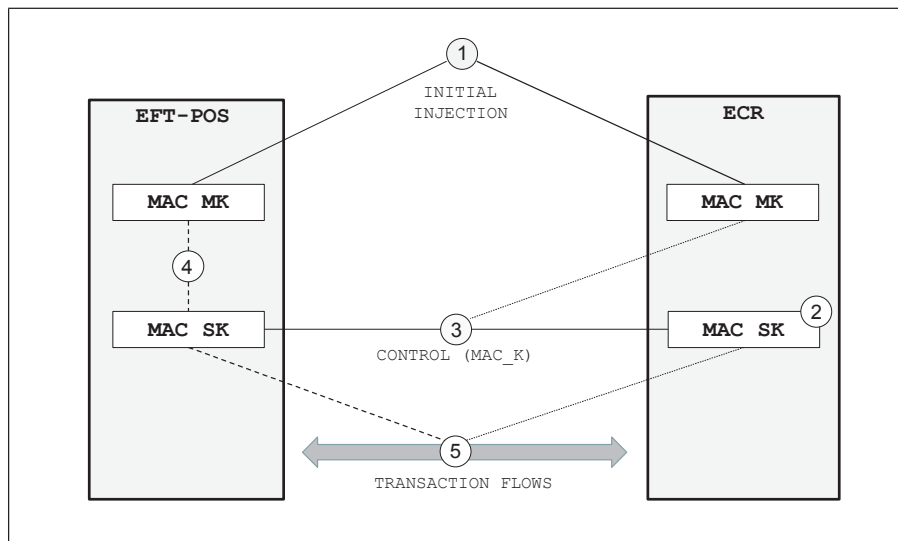 1
INITIAL
INJECTION
EFT-POS
ECR
MAC MK
MAC MK
4
MAC SK
3
MAC SK
2
CONTROL (MAC_K)
5
TRANSACTION FLOWS